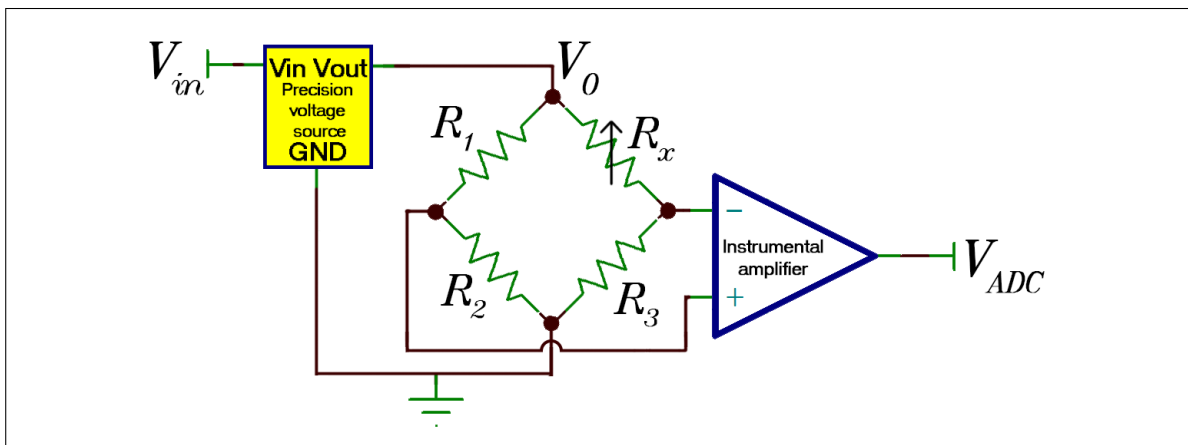 V_in
Vin Vout
Precision
voltage
source
GND
V_0
R_1
R_x
R_2
R_3
−
Instrumental
amplifier
+
V_ADC